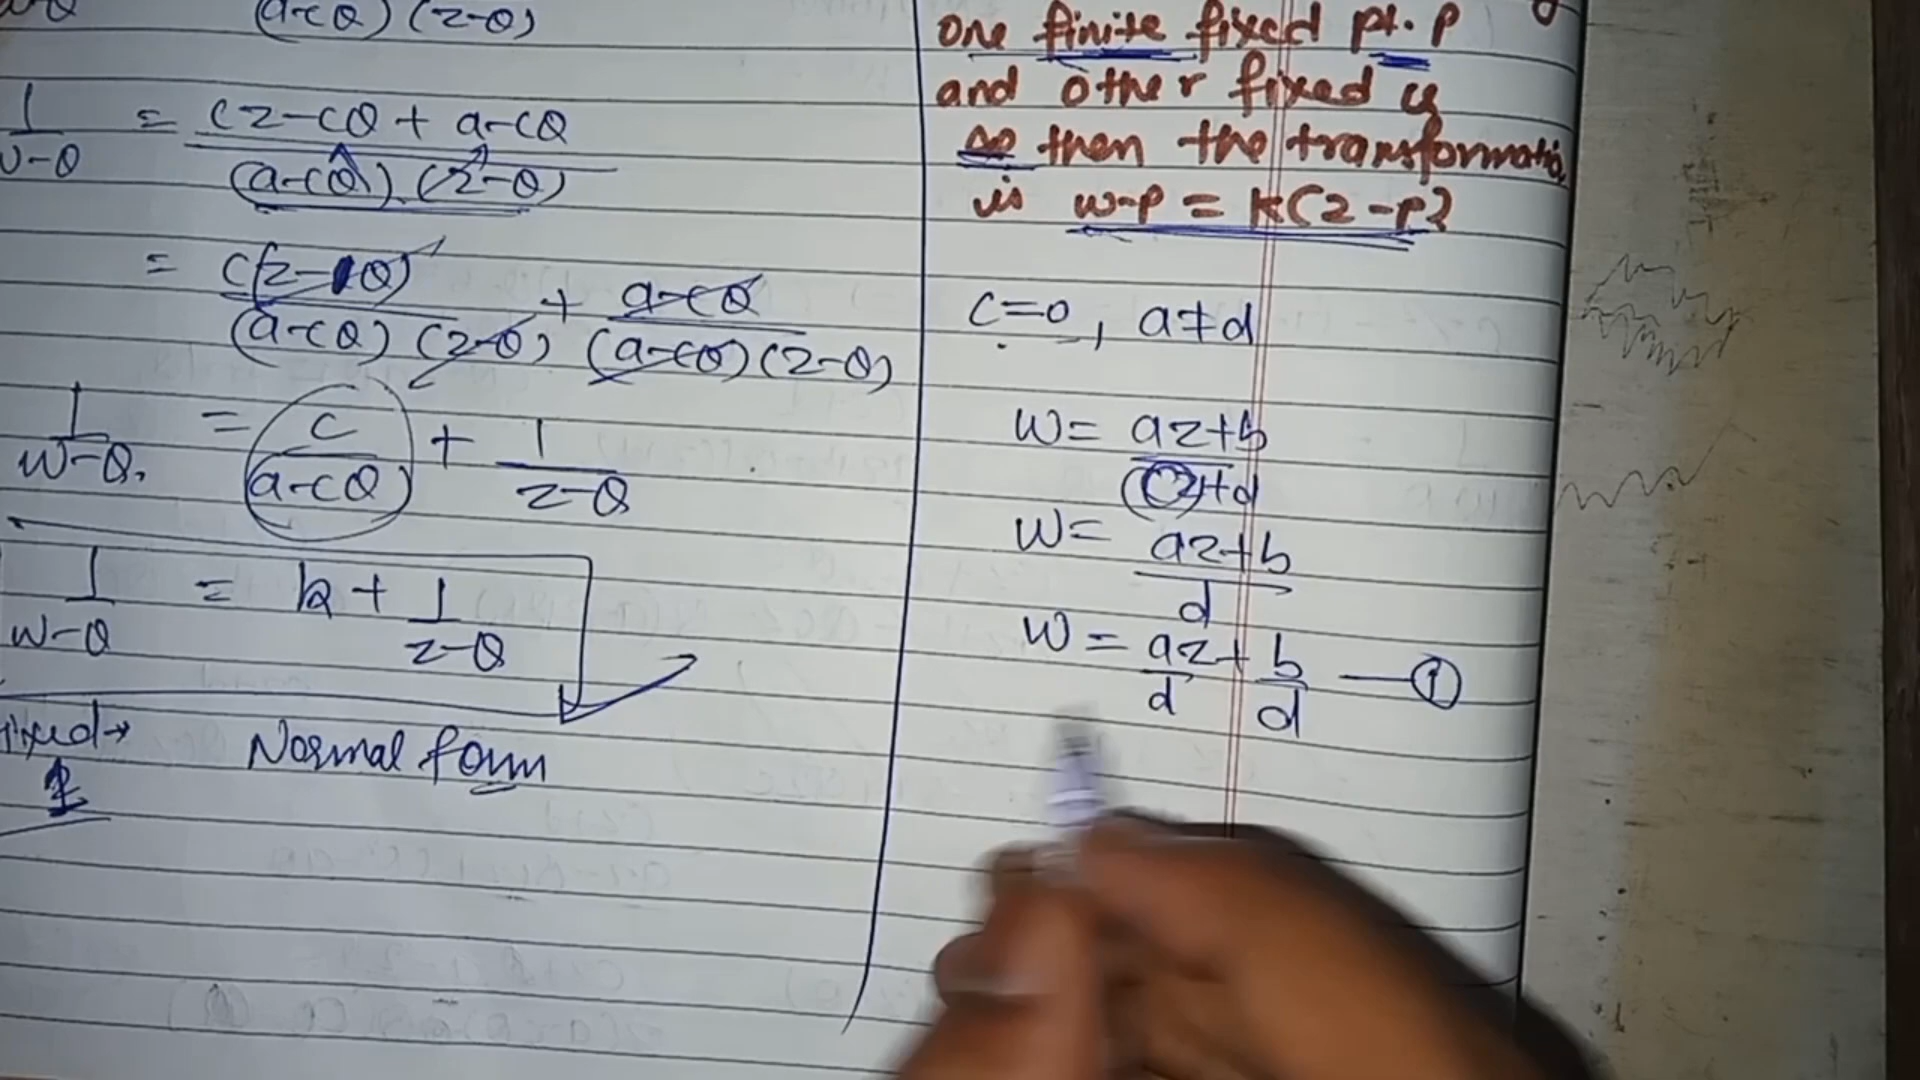 (a-cQ) (z-Q)
1/w-Q = cz-cQ + a-cQ / (a-cQ).(z-Q)
= c(z-Q) / (a-cQ) (z-Q) + a-cQ / (a-cQ)(z-Q)
1/w-Q. = c/(a-cQ) + 1/z-Q
1/w-Q = k + 1/z-Q
fixed→
Normal form
one finite fixed pt. p
and other fixed is
∞ then the transformatio
is w-p = k(z-p)
c=0, a≠d
w= az+b / (cz)+d
w= az+b / d
w = az/d + b/d —①